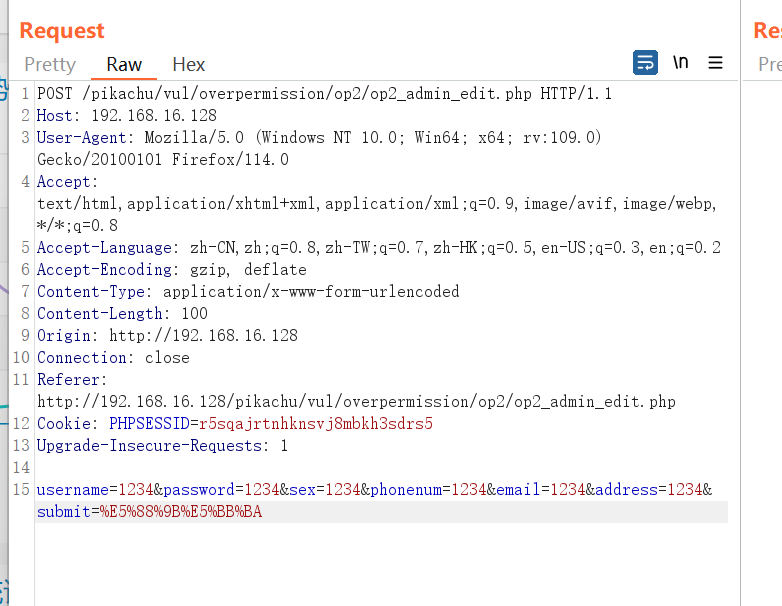 Request
Re
Pretty Raw Hex
\n
Pre
1 POST /pikachu/vul/overpermission/op2/op2_admin_edit.php HTTP/1.1
2 Host: 192.168.16.128
3 User-Agent: Mozilla/5.0 (Windows NT 10.0; Win64; x64; rv:109.0)
Gecko/20100101 Firefox/114.0
4 Accept:
text/html,application/xhtml+xml,application/xml;q=0.9,image/avif,image/webp,
*/*;q=0.8
5 Accept-Language: zh-CN,zh;q=0.8,zh-TW;q=0.7,zh-HK;q=0.5,en-US;q=0.3,en;q=0.2
6 Accept-Encoding: gzip, deflate
7 Content-Type: application/x-www-form-urlencoded
8 Content-Length: 100
9 Origin: http://192.168.16.128
10 Connection: close
11 Referer:
http://192.168.16.128/pikachu/vul/overpermission/op2/op2_admin_edit.php
12 Cookie: PHPSESSID=r5sqajrtnhknsvj8mbkh3sdrs5
13 Upgrade-Insecure-Requests: 1
14
15 username=1234&password=1234&sex=1234&phonenum=1234&email=1234&address=1234&
submit=%E5%88%9B%E5%BB%BA